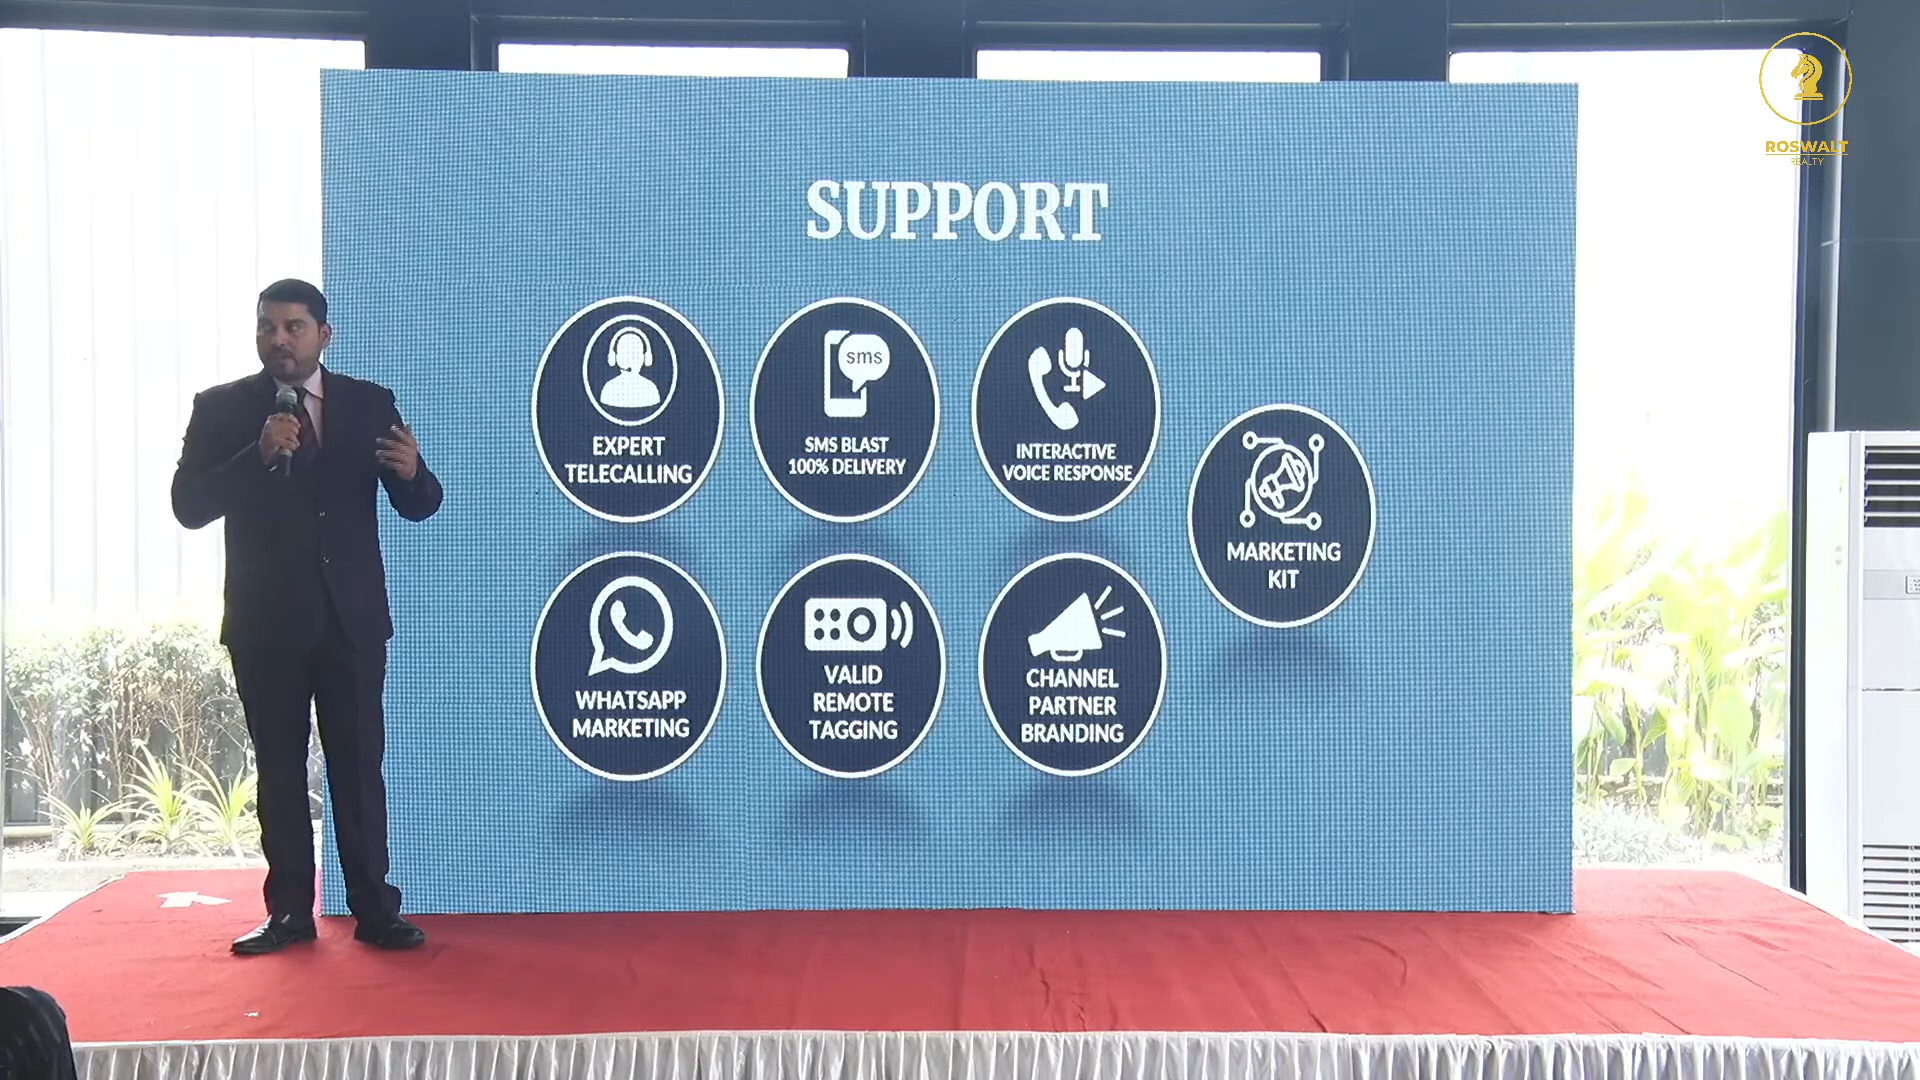 ROSWALT
REALTY
SUPPORT
EXPERT
TELECALLING
sms
SMS BLAST
100% DELIVERY
INTERACTIVE
VOICE RESPONSE
MARKETING
KIT
WHATSAPP
MARKETING
VALID
REMOTE
TAGGING
CHANNEL
PARTNER
BRANDING